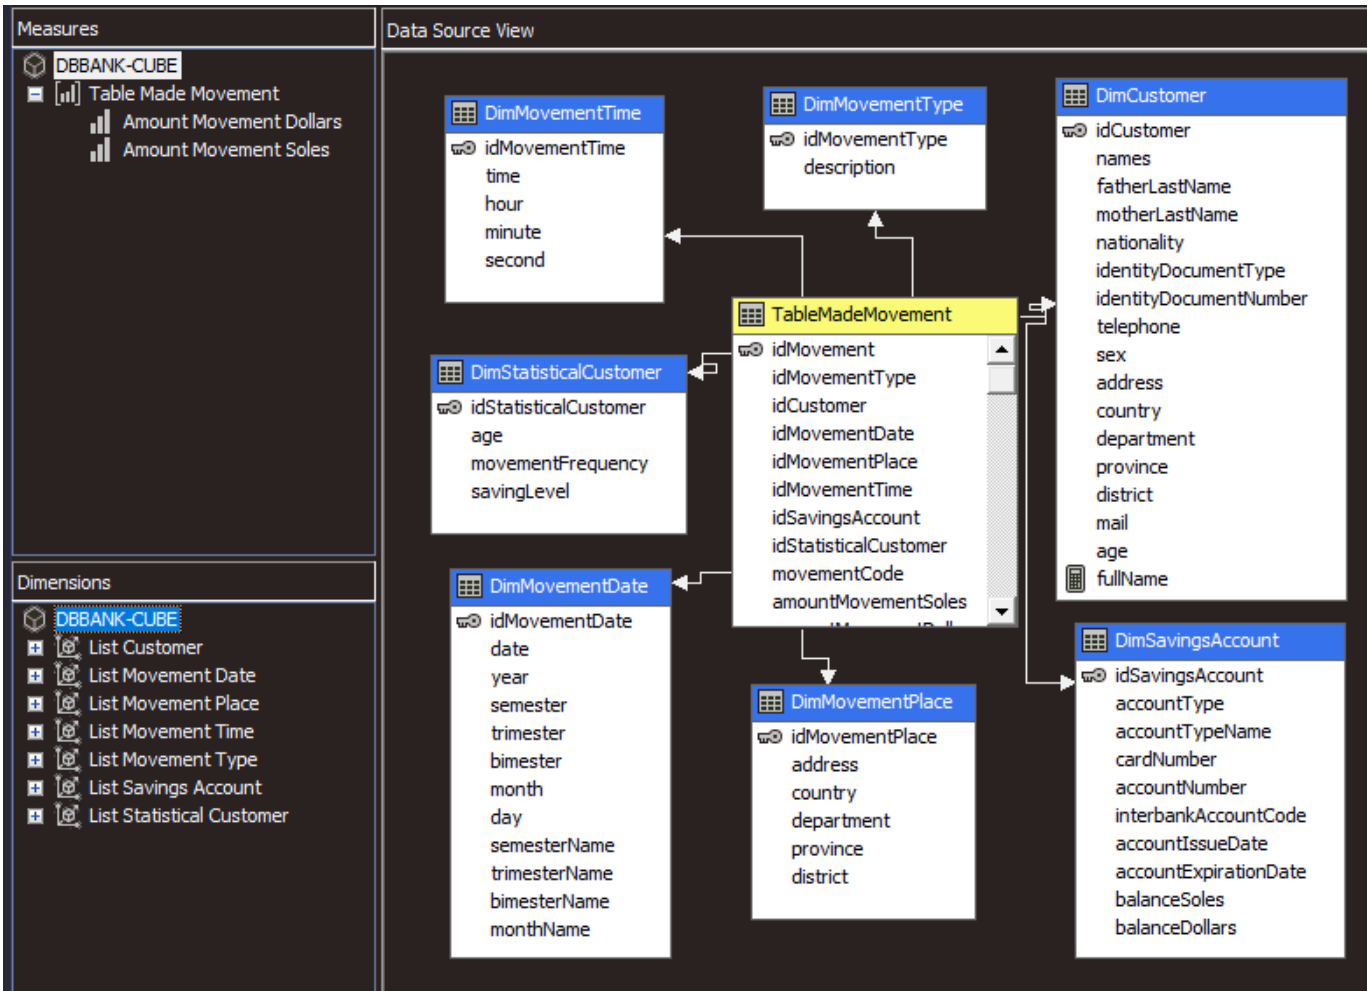 Measures
DBBANK-CUBE
Table Made Movement
Amount Movement Dollars
Amount Movement Soles
Dimensions
DBBANK-CUBE
List Customer
List Movement Date
List Movement Place
List Movement Time
List Movement Type
List Savings Account
List Statistical Customer
Data Source View
DimMovementTime
idMovementTime
time
hour
minute
second
DimMovementType
idMovementType
description
DimCustomer
idCustomer
names
fatherLastName
motherLastName
nationality
identityDocumentType
identityDocumentNumber
telephone
sex
address
country
department
province
district
mail
age
fullName
DimStatisticalCustomer
idStatisticalCustomer
age
movementFrequency
savingLevel
TableMadeMovement
idMovement
idMovementType
idCustomer
idMovementDate
idMovementPlace
idMovementTime
idSavingsAccount
idStatisticalCustomer
movementCode
amountMovementSoles
DimMovementDate
idMovementDate
date
year
semester
trimester
bimester
month
day
semesterName
trimesterName
bimesterName
monthName
DimMovementPlace
idMovementPlace
address
country
department
province
district
DimSavingsAccount
idSavingsAccount
accountType
accountTypeName
cardNumber
accountNumber
interbankAccountCode
accountIssueDate
accountExpirationDate
balanceSoles
balanceDollars